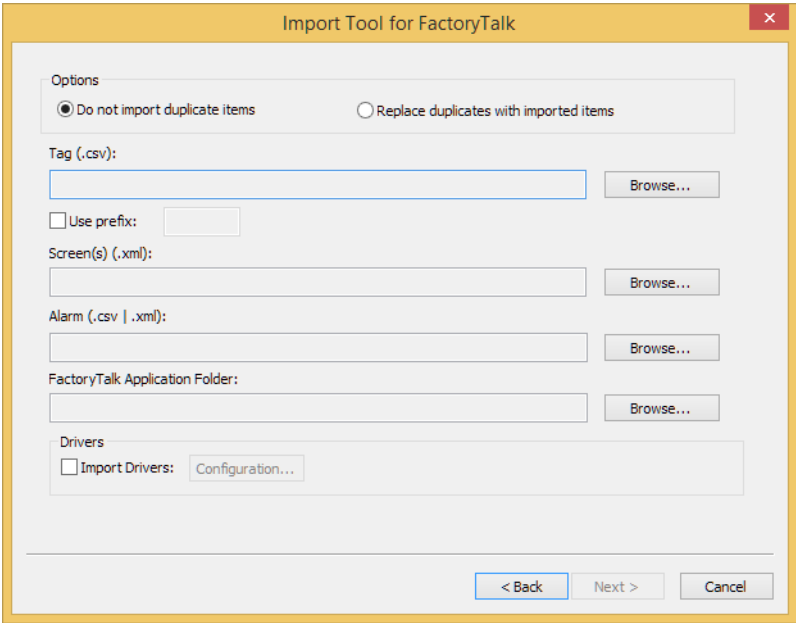 Import Tool for FactoryTalk
Options
Do not import duplicate items
Replace duplicates with imported items
Tag (.csv):
Browse...
Use prefix:
Screen(s) (.xml):
Browse...
Alarm (.csv | .xml):
Browse...
FactoryTalk Application Folder:
Browse...
Drivers
Import Drivers:
Configuration...
< Back
Next >
Cancel